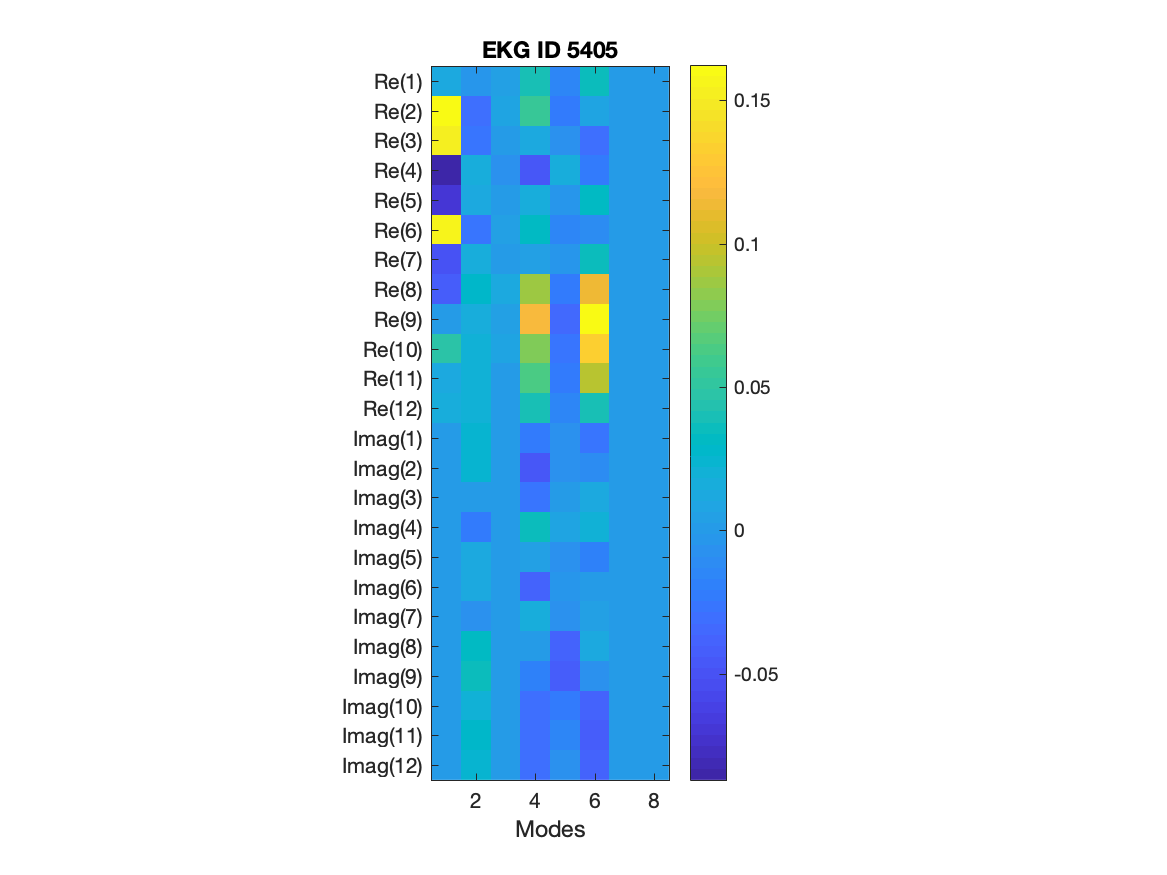 EKG ID 5405
Re(1)
Re(2)
Re(3)
Re(4)
Re(5)
Re(6)
Re(7)
Re(8)
Re(9)
Re(10)
Re(11)
Re(12)
Imag(1)
Imag(2)
Imag(3)
Imag(4)
Imag(5)
Imag(6)
Imag(7)
Imag(8)
Imag(9)
Imag(10)
Imag(11)
Imag(12)
2 4 6 8
Modes
0.15
0.1
0.05
0
-0.05